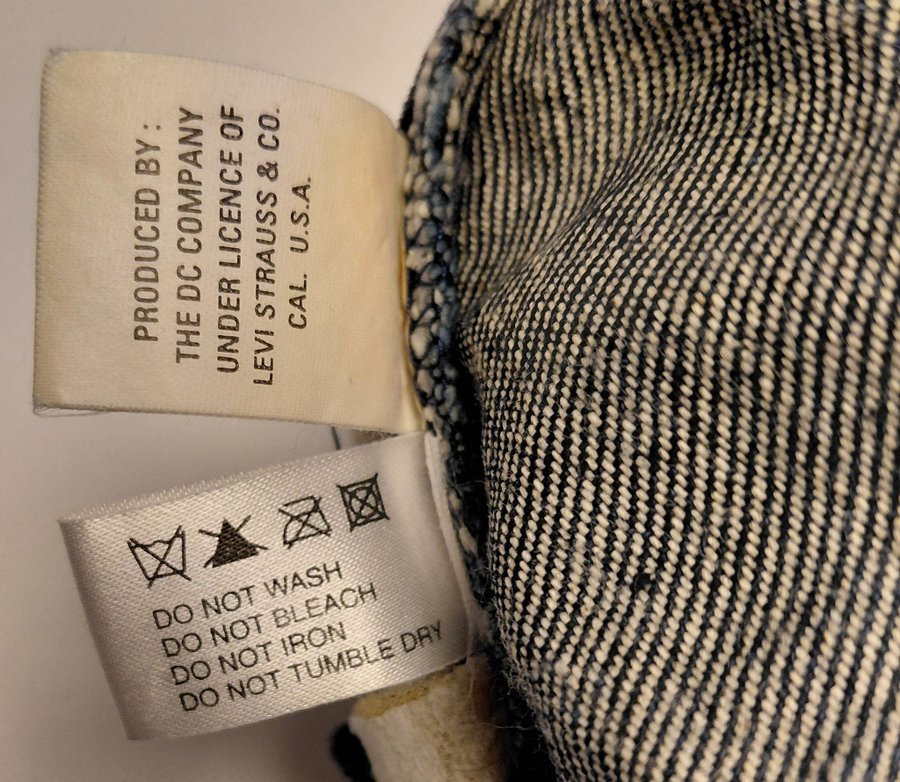 PRODUCED BY :
THE DC COMPANY
UNDER LICENCE OF
LEVI STRAUSS & CO.
CAL. U.S.A.
DO NOT WASH
DO NOT BLEACH
DO NOT IRON
DO NOT TUMBLE DRY